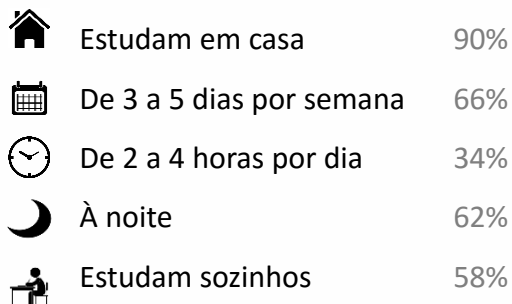 Estudam em casa 90%
De 3 a 5 dias por semana 66%
De 2 a 4 horas por dia 34%
À noite 62%
Estudam sozinhos 58%